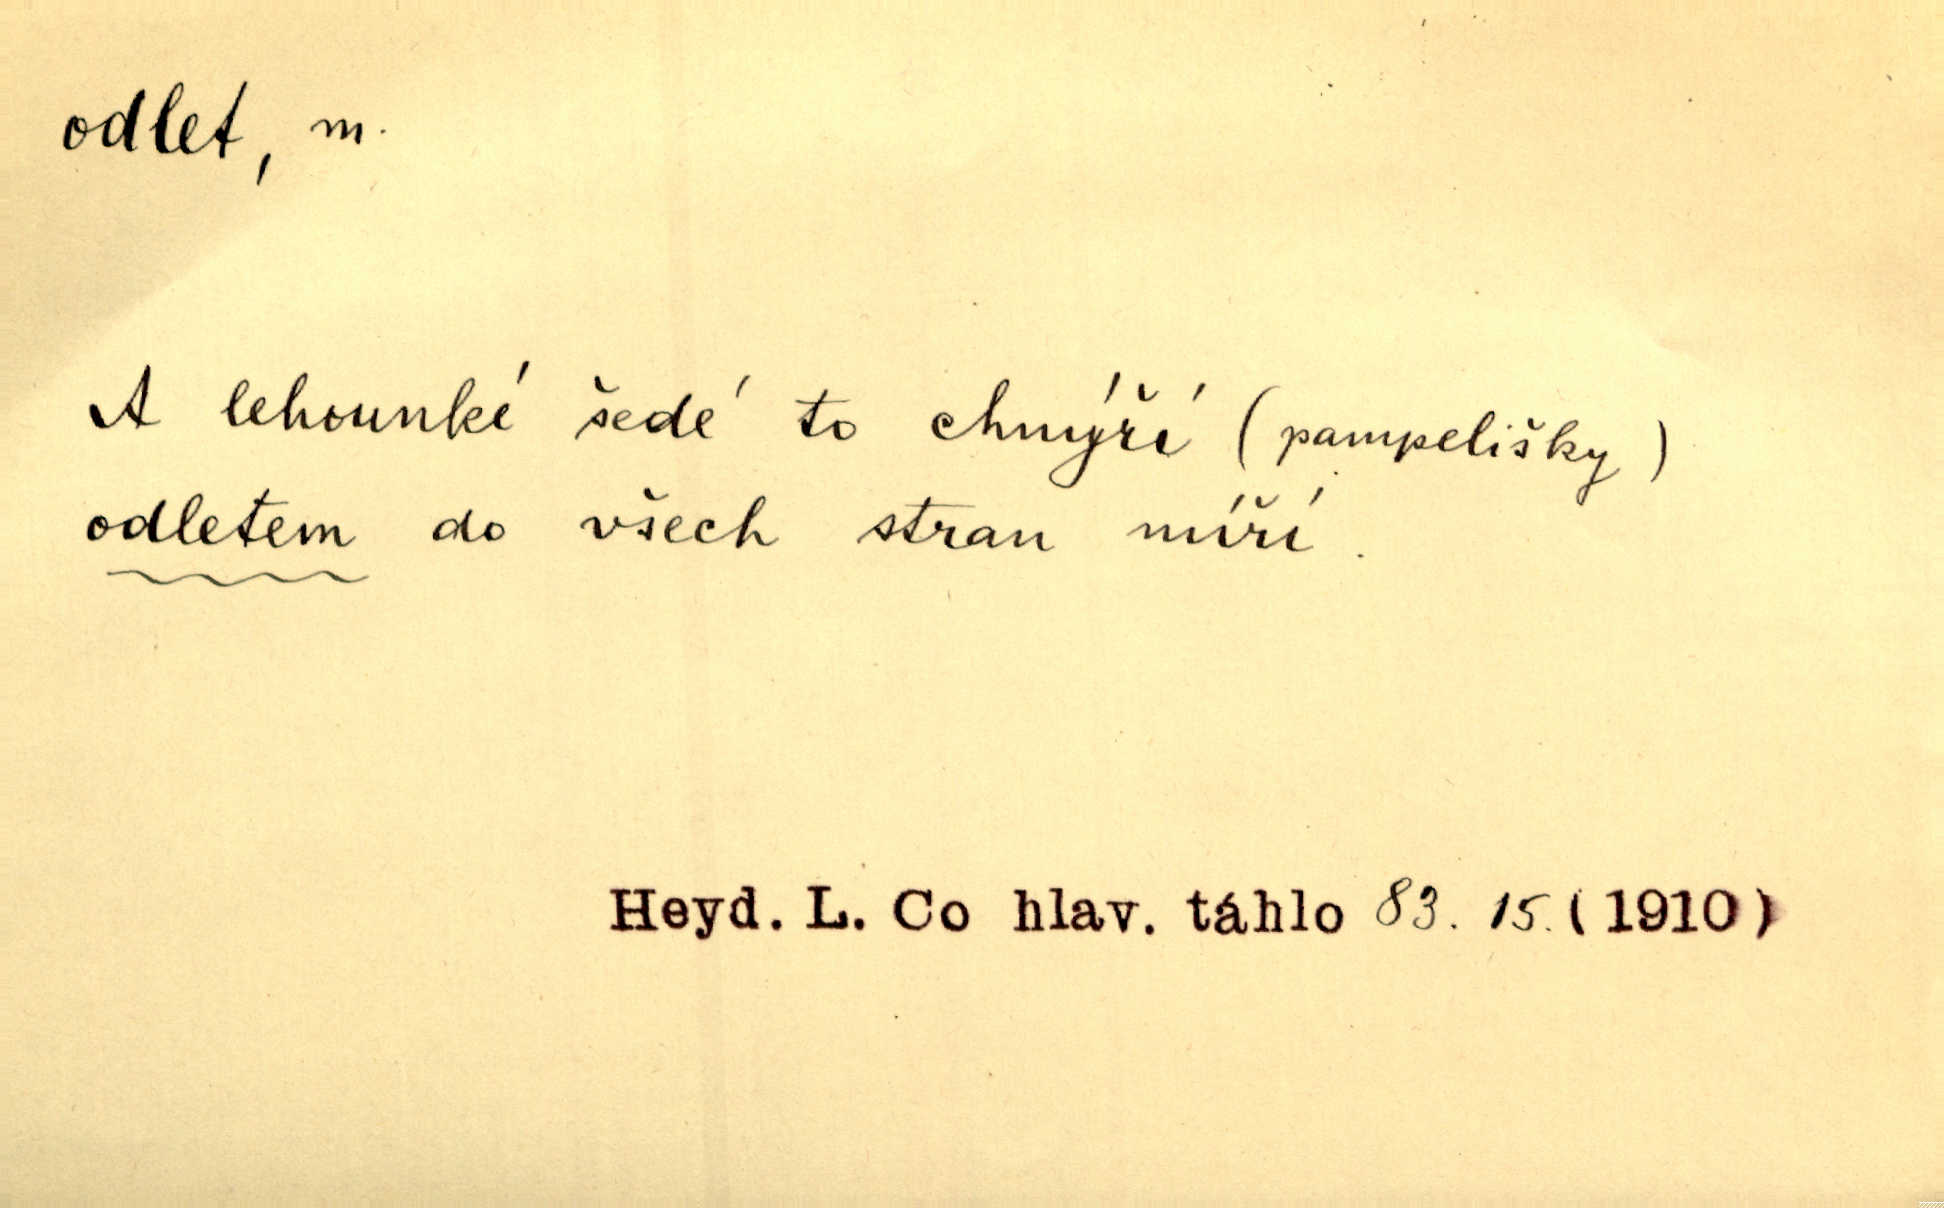 odlet, m.
A lehounké šedé to chmýří (pampelišky)
odletem do všech stran míří.
Heyd. L. Co hlav. táhlo 83. 15. (1910)